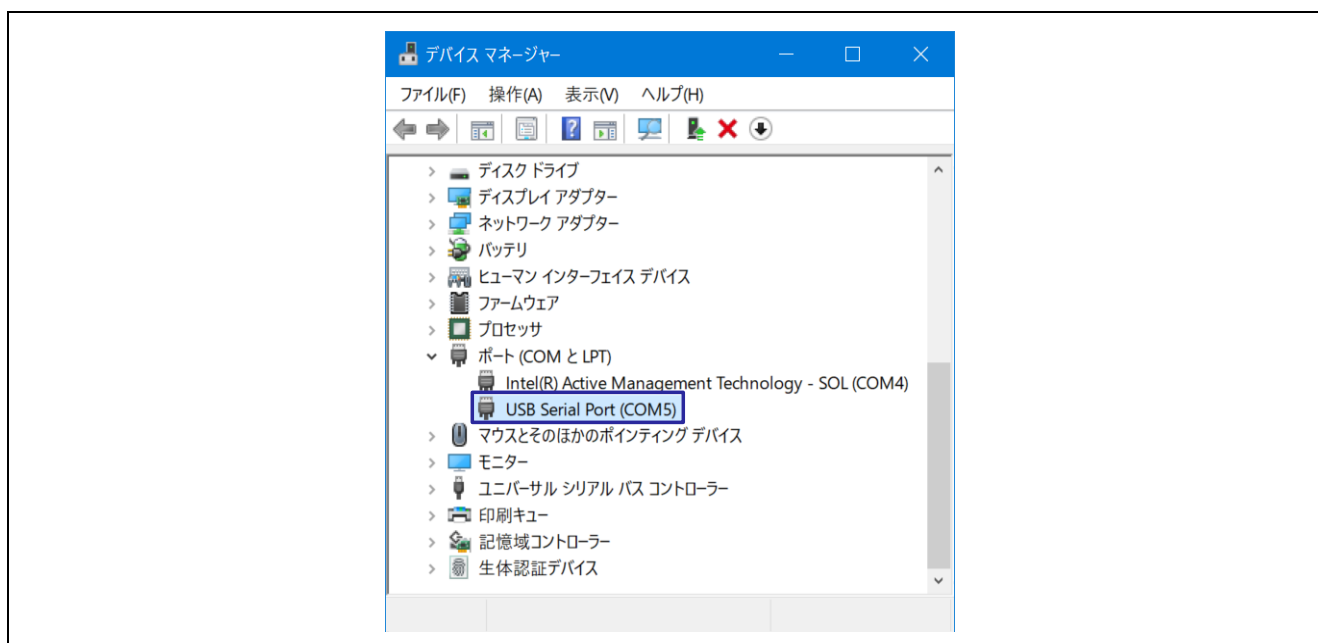 デバイス マネージャー
ファイル(F) 操作(A) 表示(V) ヘルプ(H)
ディスク ドライブ
ディスプレイ アダプター
ネットワーク アダプター
バッテリ
ヒューマン インターフェイス デバイス
ファームウェア
プロセッサ
ポート (COM と LPT)
Intel(R) Active Management Technology - SOL (COM4)
USB Serial Port (COM5)
マウスとそのほかのポインティング デバイス
モニター
ユニバーサル シリアル バス コントローラー
印刷キュー
記憶域コントローラー
生体認証デバイス